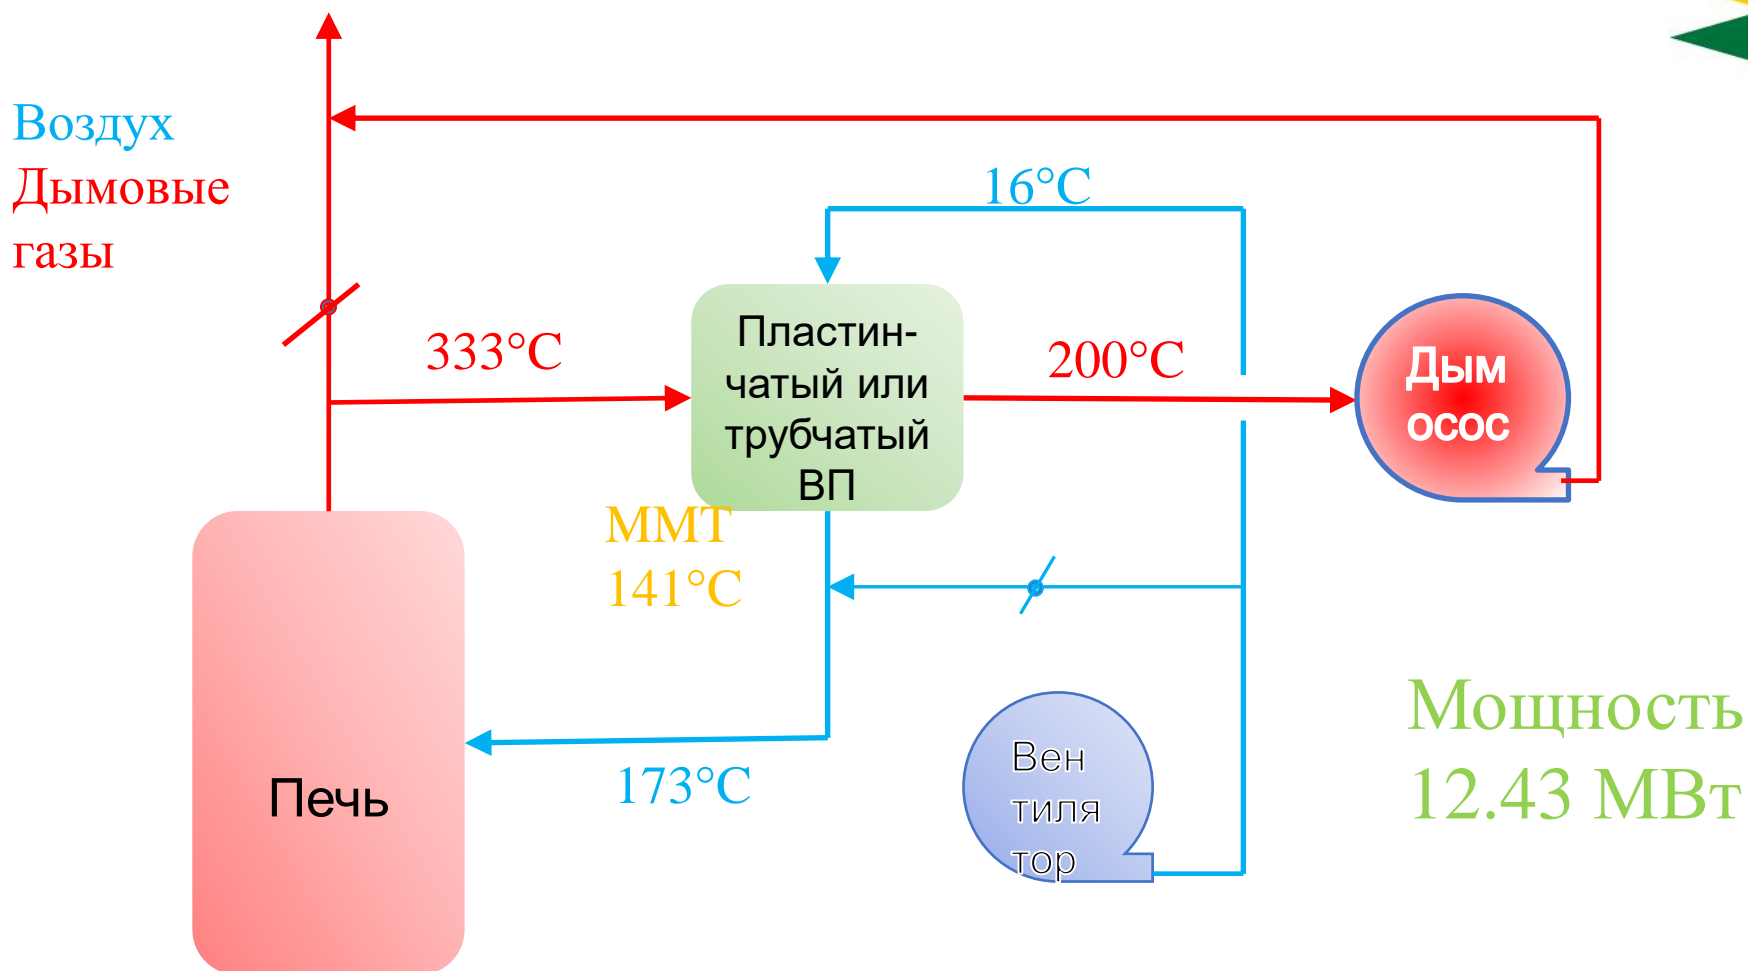 Воздух
Дымовые
газы
16°C
333°C
Пластин-
чатый или
трубчатый
ВП
200°C
Дым
осос
ММТ
141°C
Печь
173°C
Вен
тиля
тор
Мощность
12.43 МВт